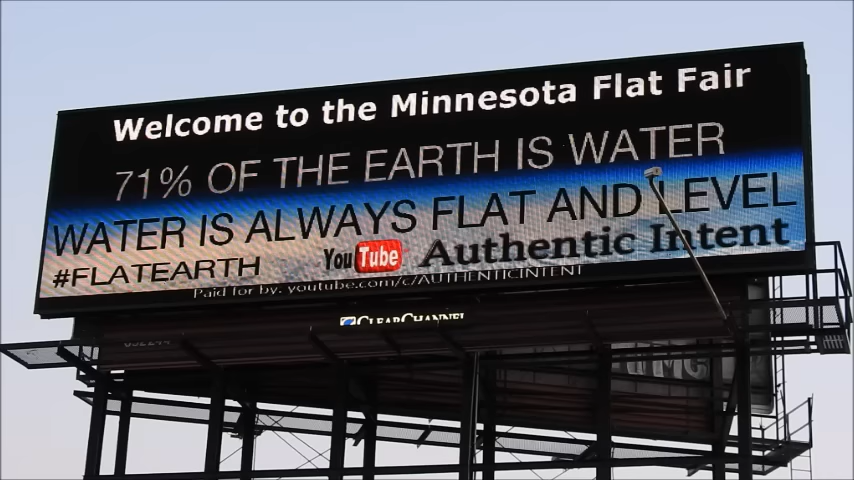 Welcome to the Minnesota Flat Fair
71% OF THE EARTH IS WATER
WATER IS ALWAYS FLAT AND LEVEL
#FLATEARTH YouTube Authentic Intent
Paid for by: youtube.com/c/AUTHENTICINTENT
CLEARCHANNEL